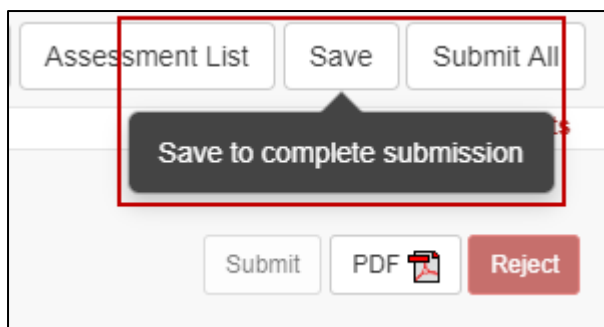 Assessment List Save Submit All
Save to complete submission
Submit PDF Reject